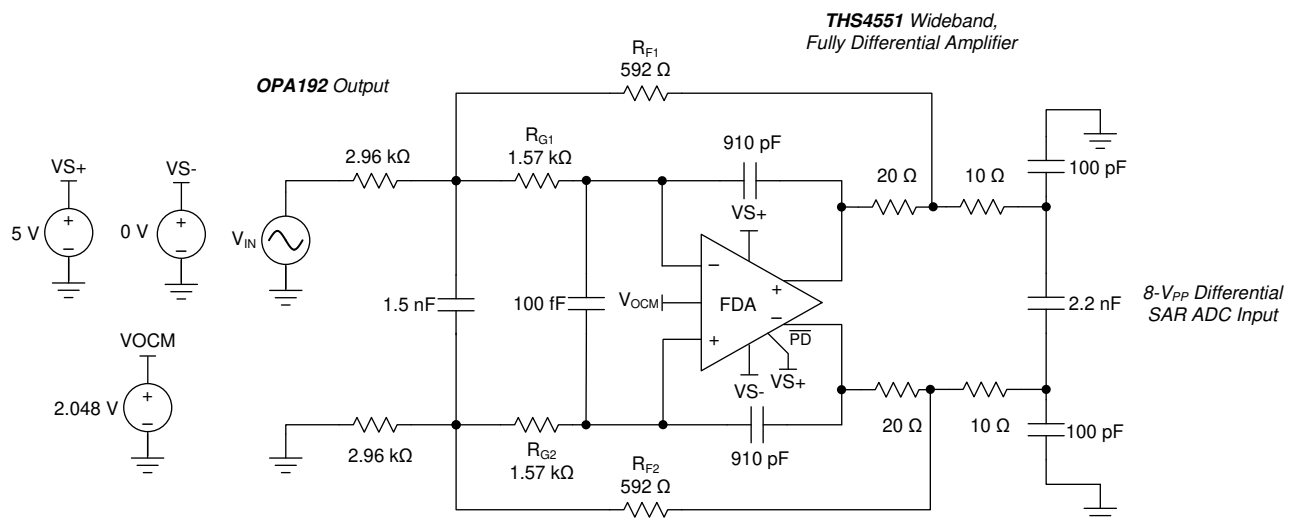 THS4551 Wideband,
Fully Differential Amplifier
RF1
592 Ω
OPA192 Output
RG1
1.57 kΩ
2.96 kΩ
910 pF
100 pF
20 Ω
10 Ω
VS+
VS-
VS+
5 V
+
−
0 V
+
−
VIN
−
+
+
−
VOCM
FDA
PD
VS-
VS+
1.5 nF
100 fF
2.2 nF
8-VPP Differential
SAR ADC Input
VOCM
2.048 V
+
−
20 Ω
10 Ω
100 pF
2.96 kΩ
RG2
1.57 kΩ
910 pF
RF2
592 Ω